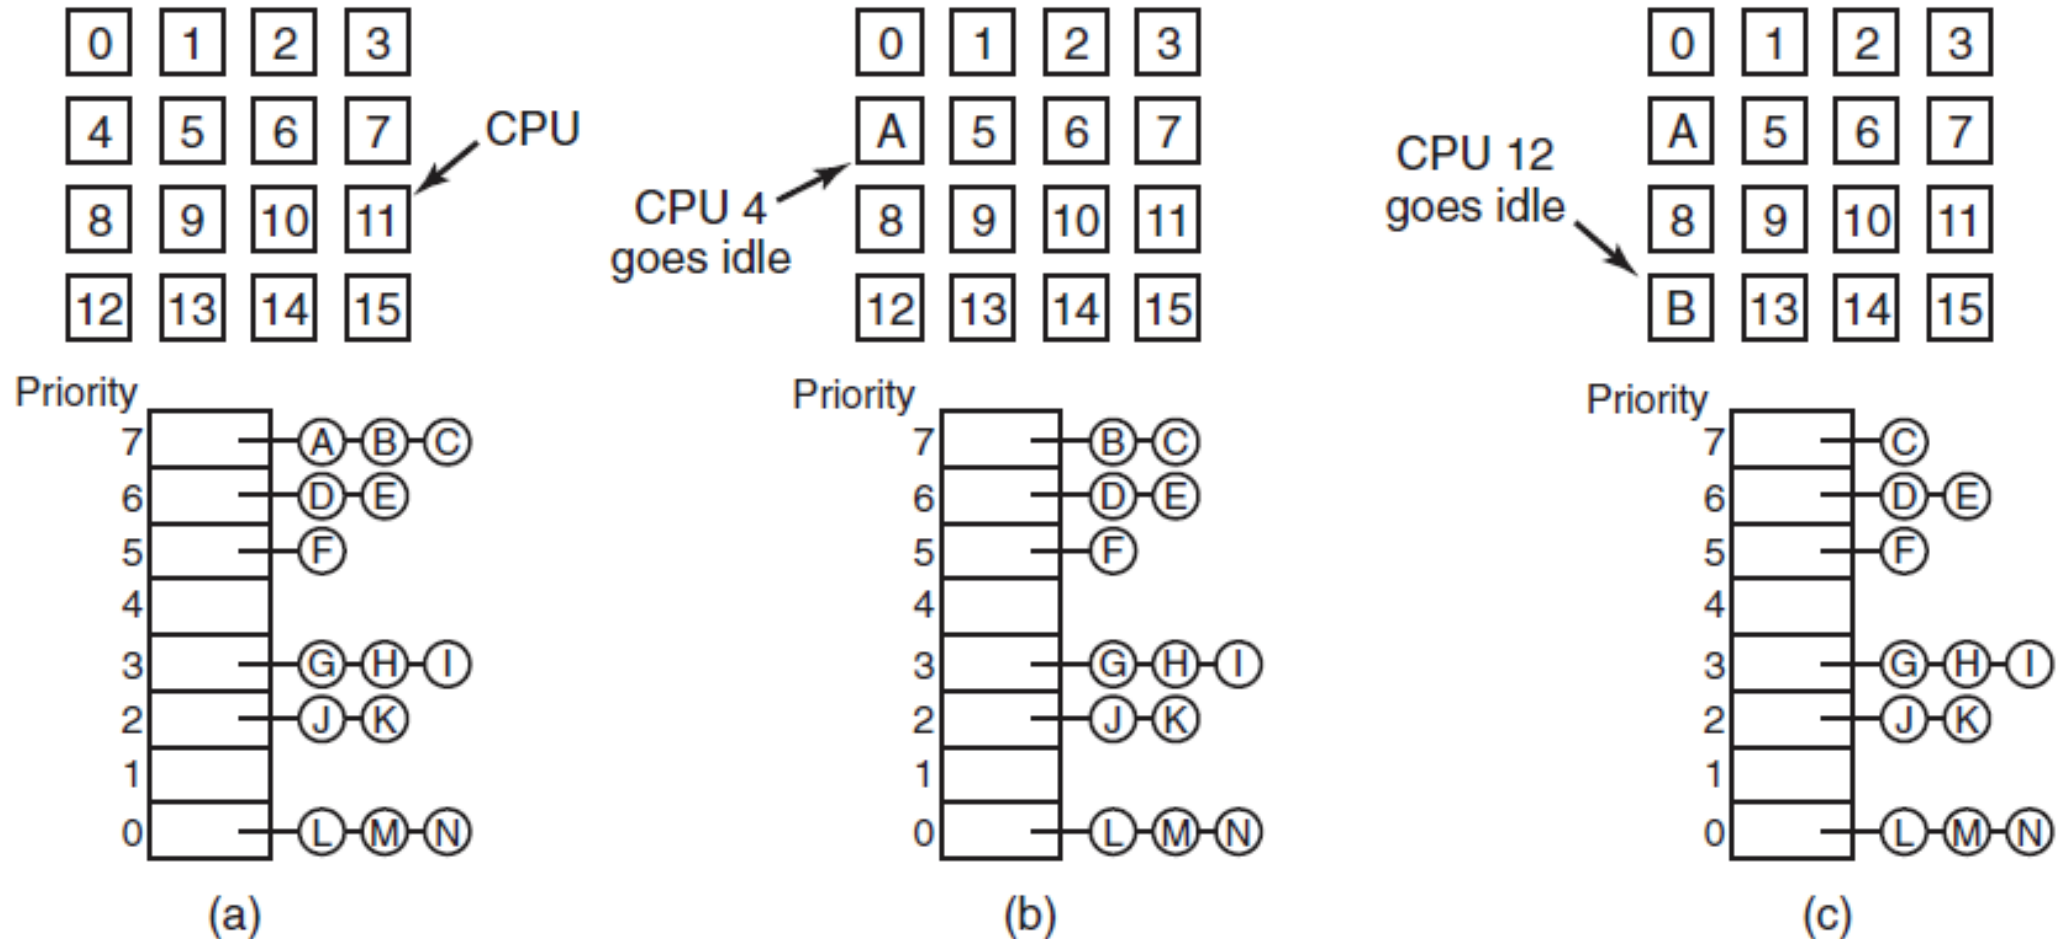 0 1 2 3
4 5 6 7
8 9 10 11
12 13 14 15
CPU
Priority
7 A B C
6 D E
5 F
4
3 G H I
2 J K
1
0 L M N
(a)
0 1 2 3
A 5 6 7
8 9 10 11
12 13 14 15
CPU 4
goes idle
Priority
7 B C
6 D E
5 F
4
3 G H I
2 J K
1
0 L M N
(b)
0 1 2 3
A 5 6 7
8 9 10 11
B 13 14 15
CPU 12
goes idle
Priority
7 C
6 D E
5 F
4
3 G H I
2 J K
1
0 L M N
(c)